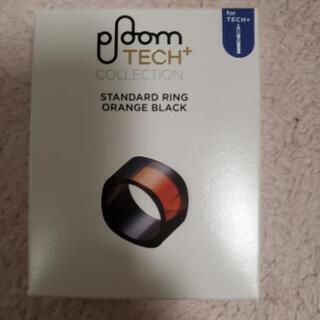 ploom
TECH+
COLLECTION
for
TECH+
STANDARD RING
ORANGE BLACK